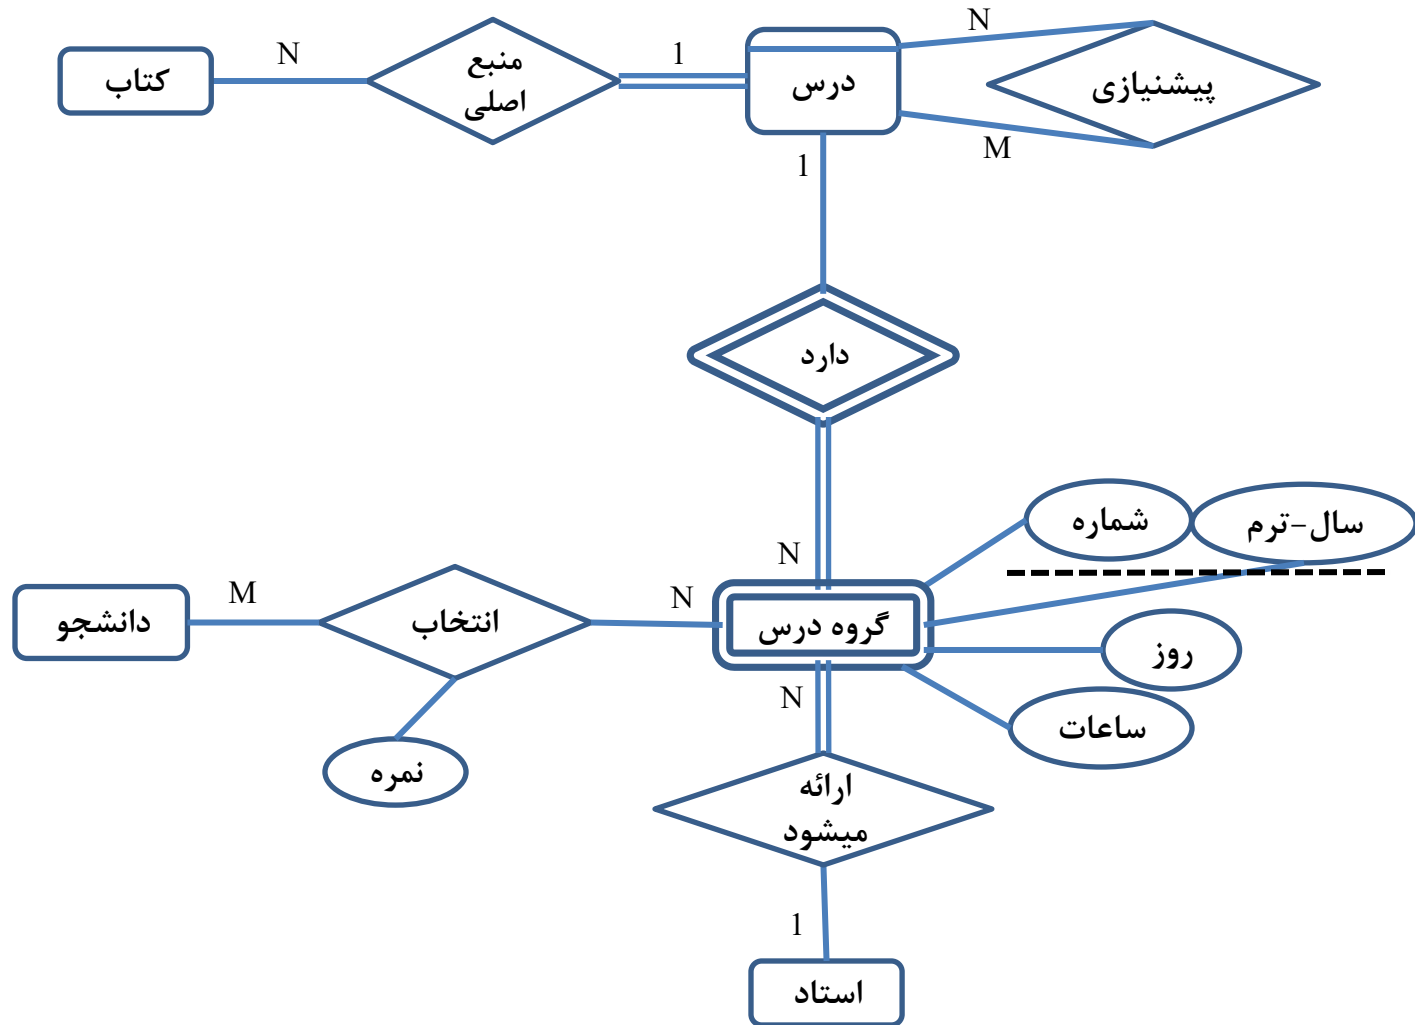 N
1
N
کتاب
منبع
اصلی
درس
پیشنیازی
M
1
دارد
شماره
سال-ترم
N
M
N
دانشجو
انتخاب
گروه درس
روز
N
ساعات
نمره
ارائه
میشود
1
استاد